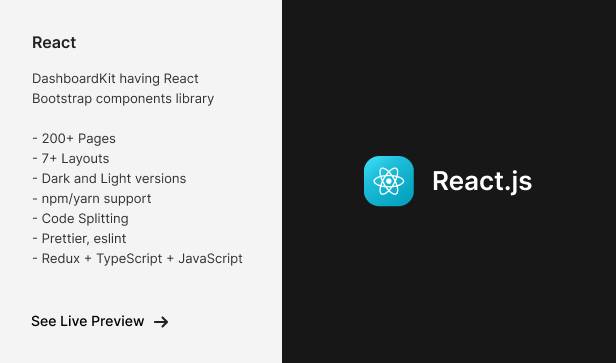 React
DashboardKit having React
Bootstrap components library
- 200+ Pages
- 7+ Layouts
- Dark and Light versions
- npm/yarn support
- Code Splitting
- Prettier, eslint
- Redux + TypeScript + JavaScript
See Live Preview →
React.js